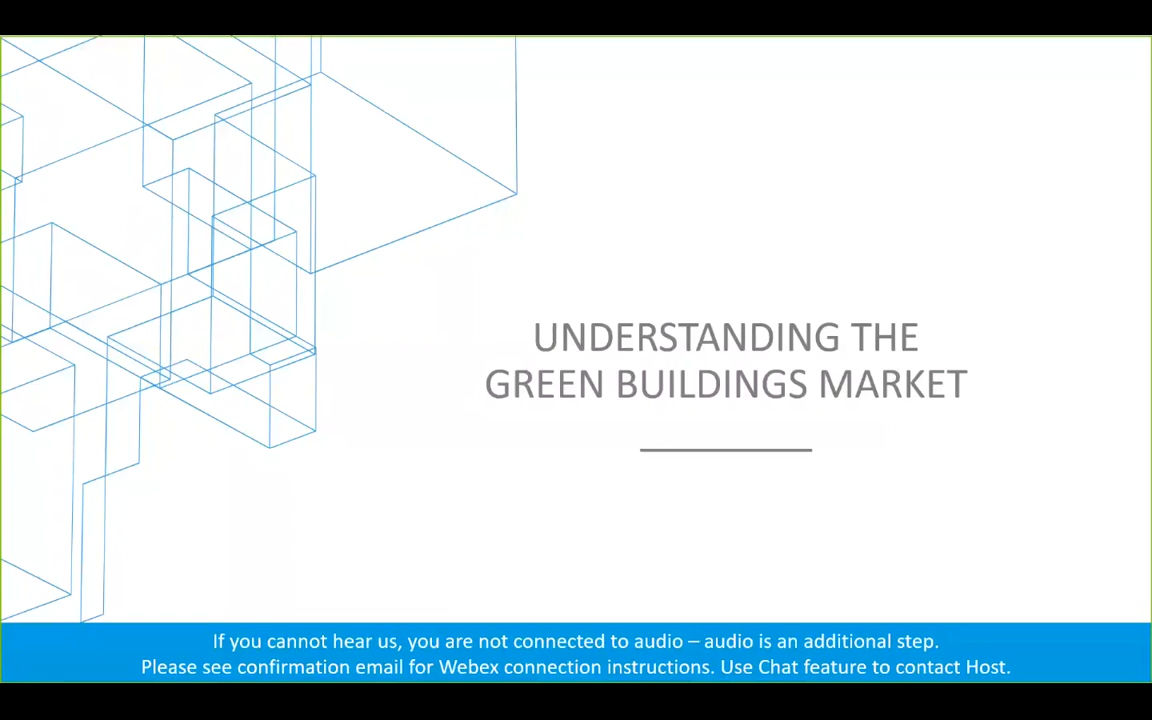 UNDERSTANDING THE
GREEN BUILDINGS MARKET
If you cannot hear us, you are not connected to audio – audio is an additional step.
Please see confirmation email for Webex connection instructions. Use Chat feature to contact Host.